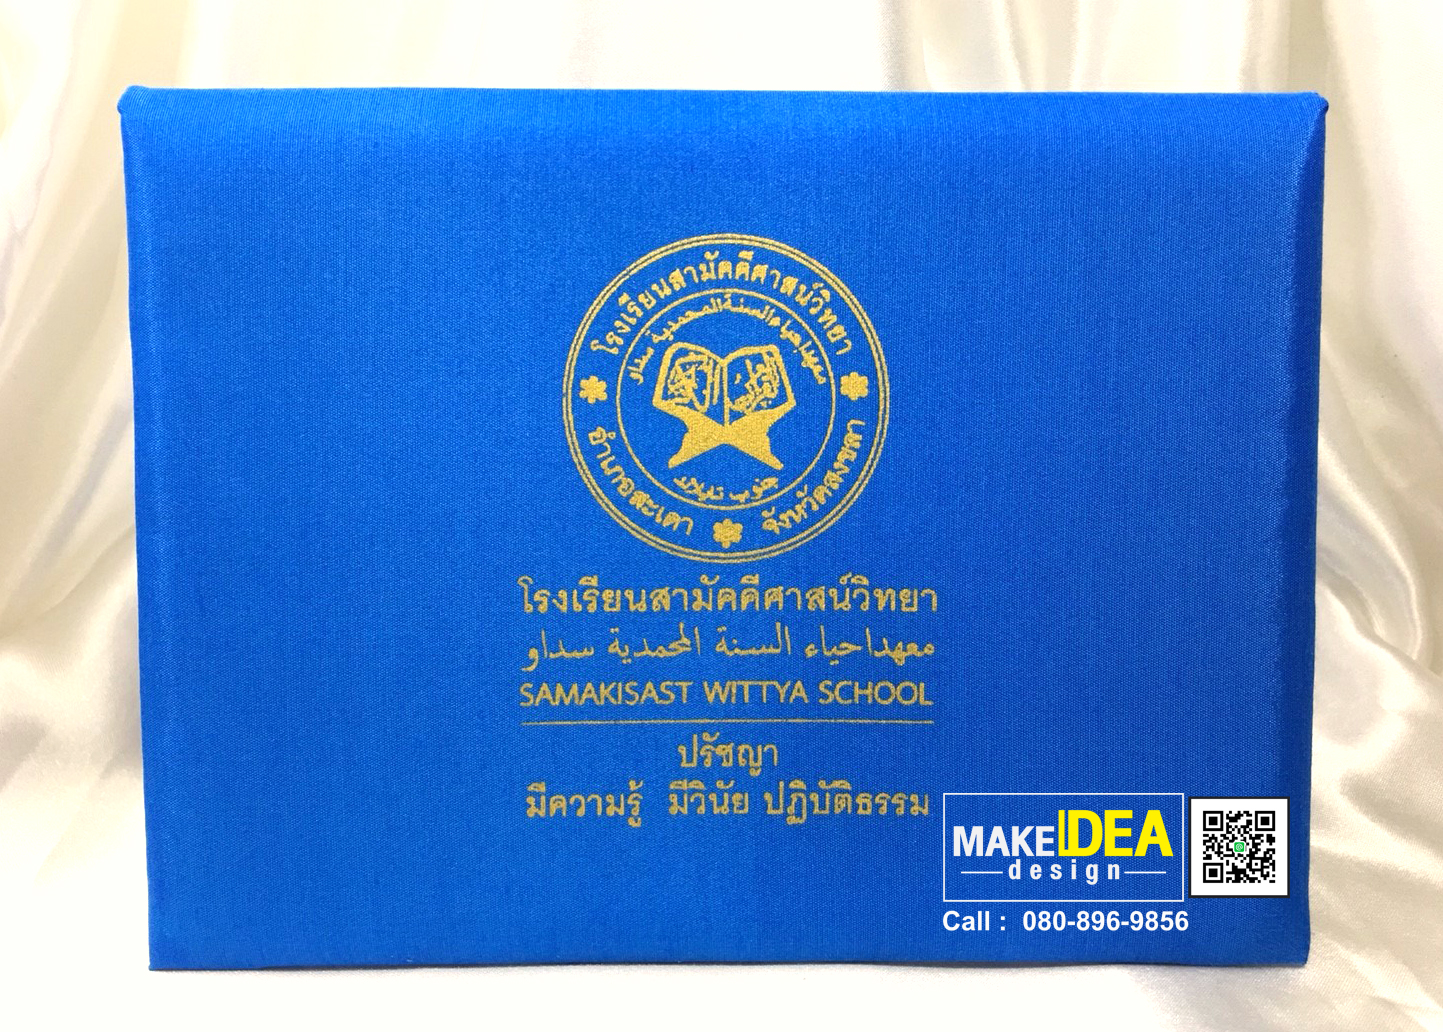 โรงเรียนสามัคคีศาสน์วิทยา
معهداحياءالسنةالمحمدية سداو
جنوب تايلاند
อำเภอสะเดา
จังหวัดสงขลา
โรงเรียนสามัคคีศาสน์วิทยา
معهداحياء السنة المحمدية سداو
SAMAKISAST WITTYA SCHOOL
ปรัชญา
มีความรู้ มีวินัย ปฏิบัติธรรม
MAKEIDEA
design
Call : 080-896-9856